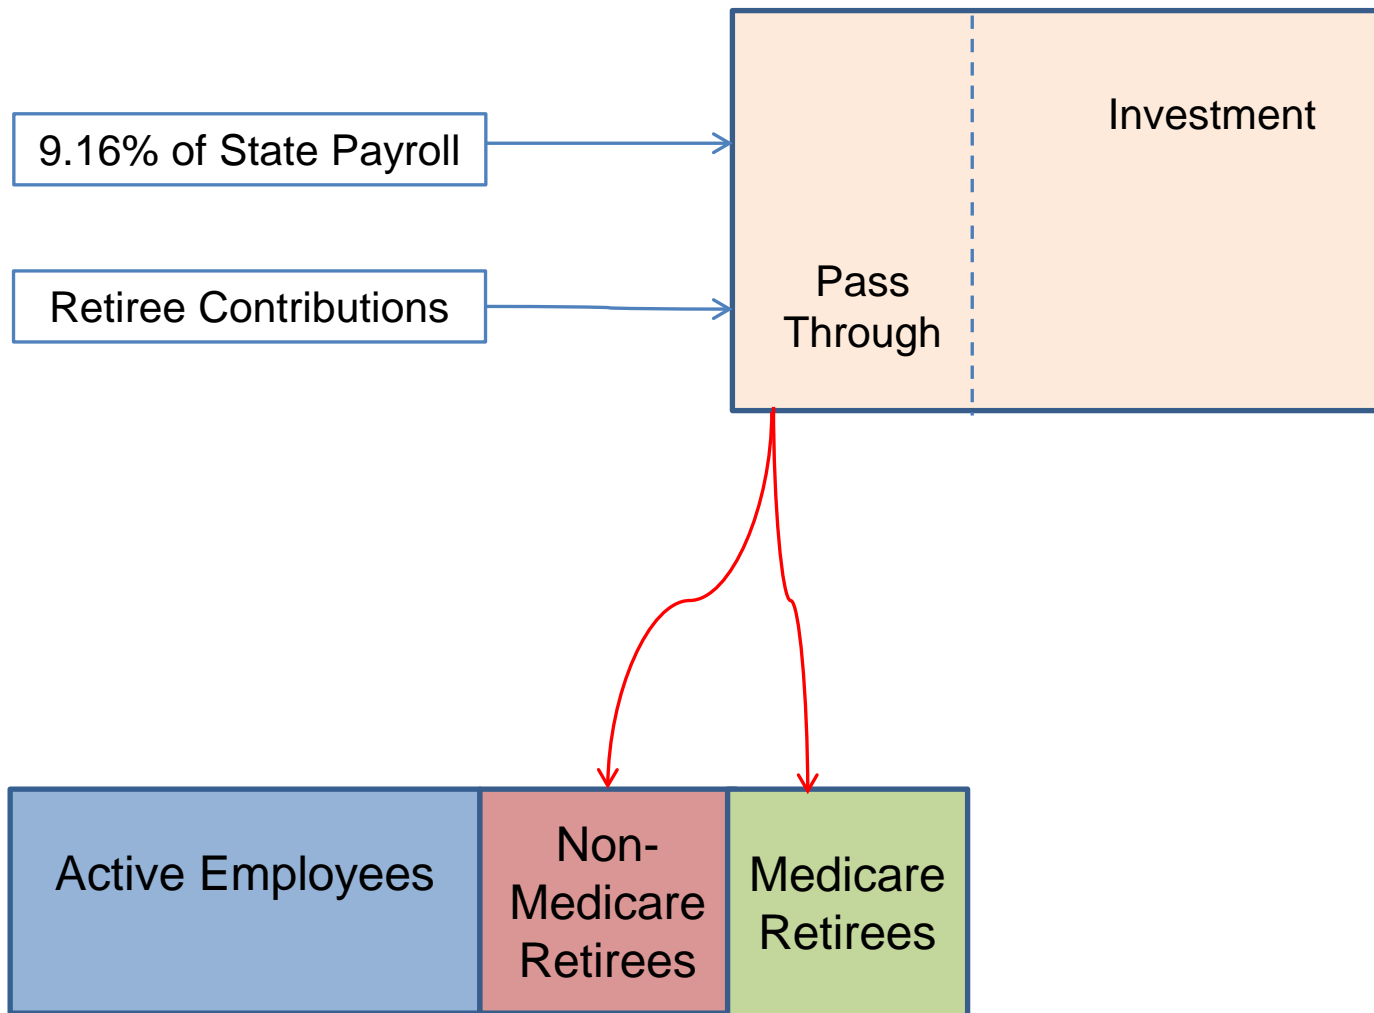 Investment
9.16% of State Payroll
Pass
Through
Retiree Contributions
Active Employees
Non-
Medicare
Retirees
Medicare
Retirees